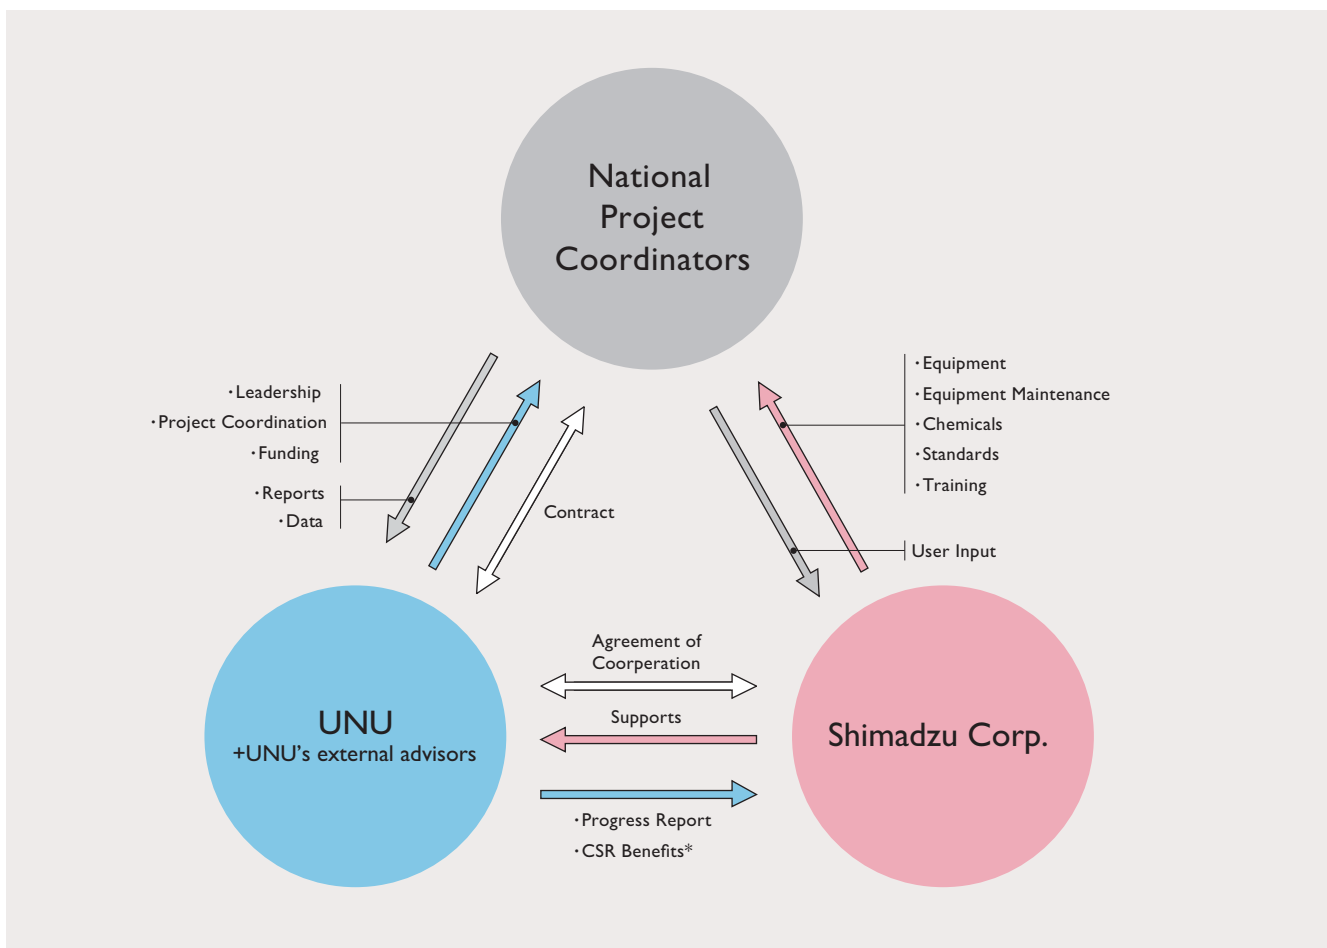 National
Project
Coordinators
·Leadership
·Project Coordination
·Funding
·Reports
·Data
Contract
·Equipment
·Equipment Maintenance
·Chemicals
·Standards
·Training
User Input
Agreement of
Coorperation
Supports
UNU
+UNU's external advisors
Shimadzu Corp.
·Progress Report
·CSR Benefits*